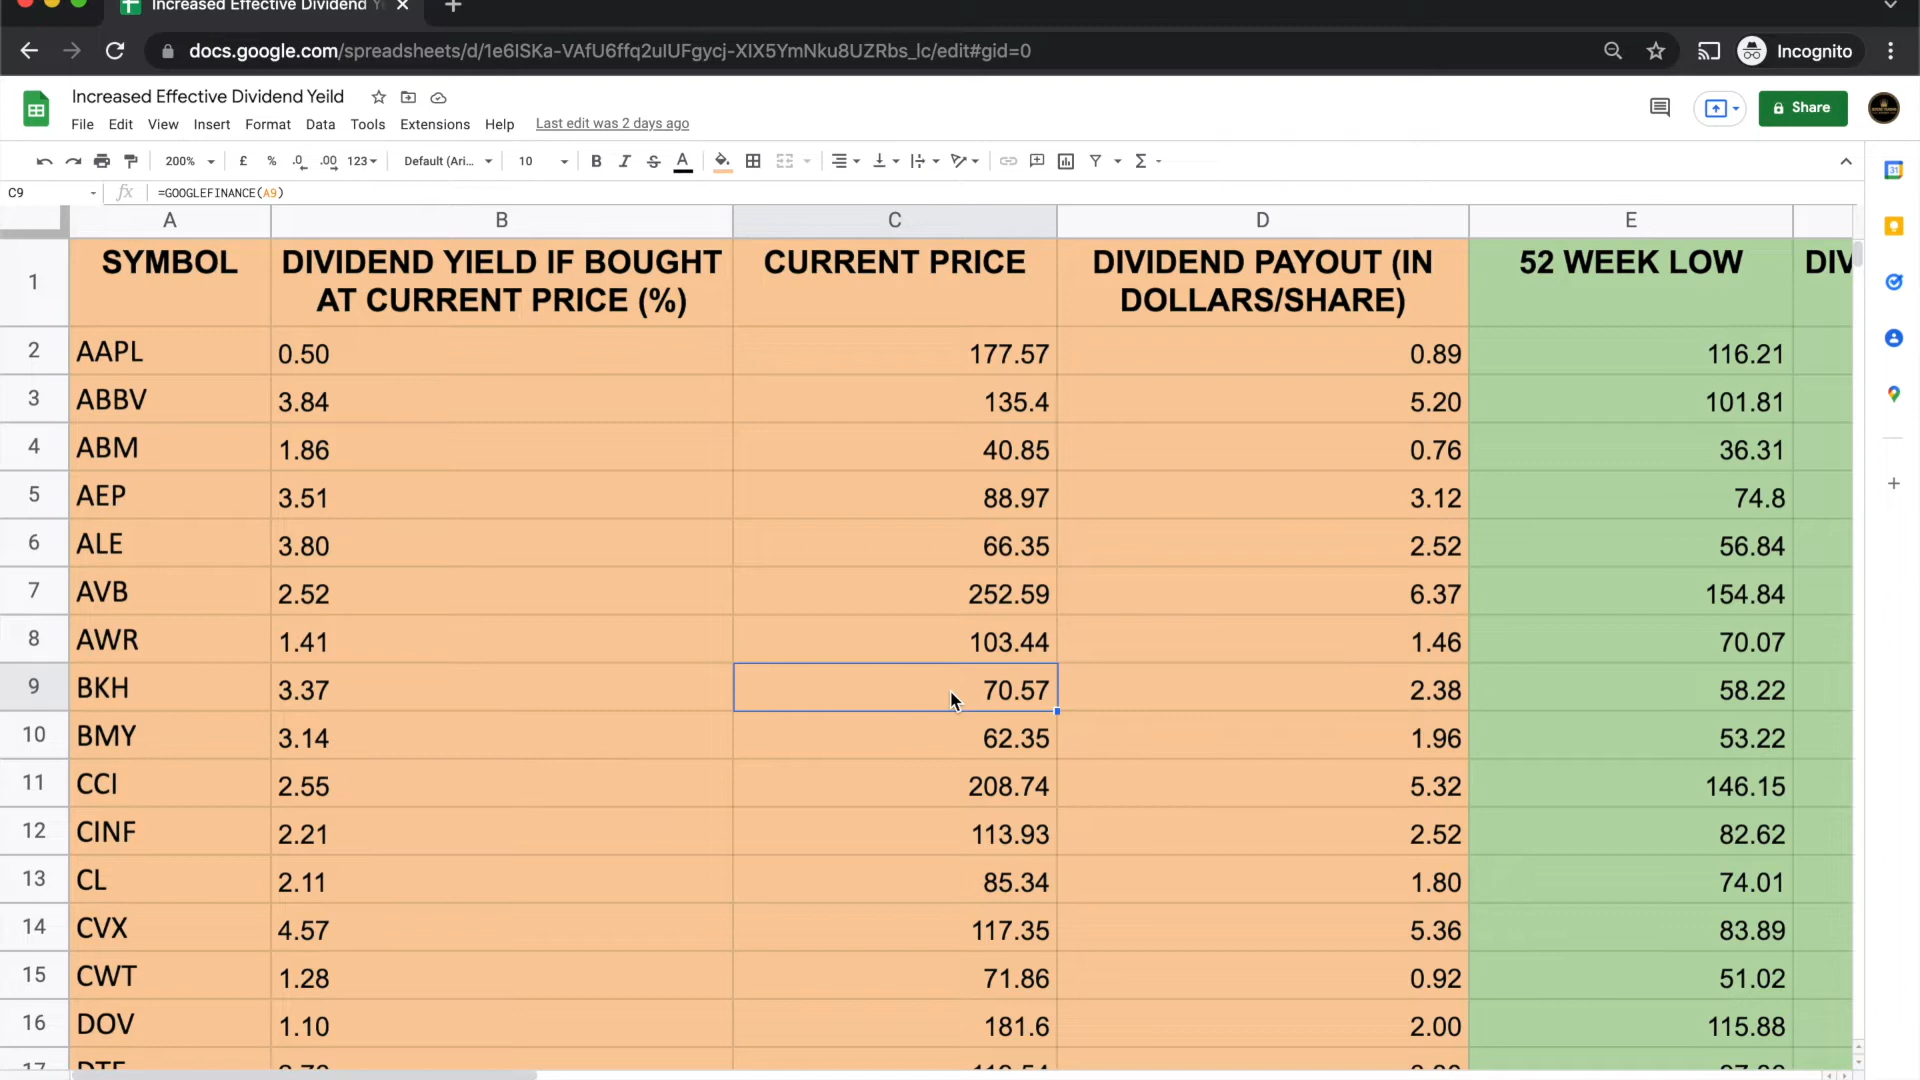 Increased Effective Dividend Y
docs.google.com/spreadsheets/d/1e6ISKa-VAfU6ffq2uIUFgycj-XIX5YmNku8UZRbs_lc/edit#gid=0
Incognito
Increased Effective Dividend Yeild
Share
File Edit View Insert Format Data Tools Extensions Help Last edit was 2 days ago
200% £ % .0 .00 123 Default (Ari... 10 B I S A Σ
31
C9 fx =GOOGLEFINANCE(A9)
A B C D E
1 SYMBOL DIVIDEND YIELD IF BOUGHT AT CURRENT PRICE (%) CURRENT PRICE DIVIDEND PAYOUT (IN DOLLARS/SHARE) 52 WEEK LOW DIV
2 AAPL 0.50 177.57 0.89 116.21
3 ABBV 3.84 135.4 5.20 101.81
4 ABM 1.86 40.85 0.76 36.31
5 AEP 3.51 88.97 3.12 74.8
6 ALE 3.80 66.35 2.52 56.84
7 AVB 2.52 252.59 6.37 154.84
8 AWR 1.41 103.44 1.46 70.07
9 BKH 3.37 70.57 2.38 58.22
10 BMY 3.14 62.35 1.96 53.22
11 CCI 2.55 208.74 5.32 146.15
12 CINF 2.21 113.93 2.52 82.62
13 CL 2.11 85.34 1.80 74.01
14 CVX 4.57 117.35 5.36 83.89
15 CWT 1.28 71.86 0.92 51.02
16 DOV 1.10 181.6 2.00 115.88
17 DTE